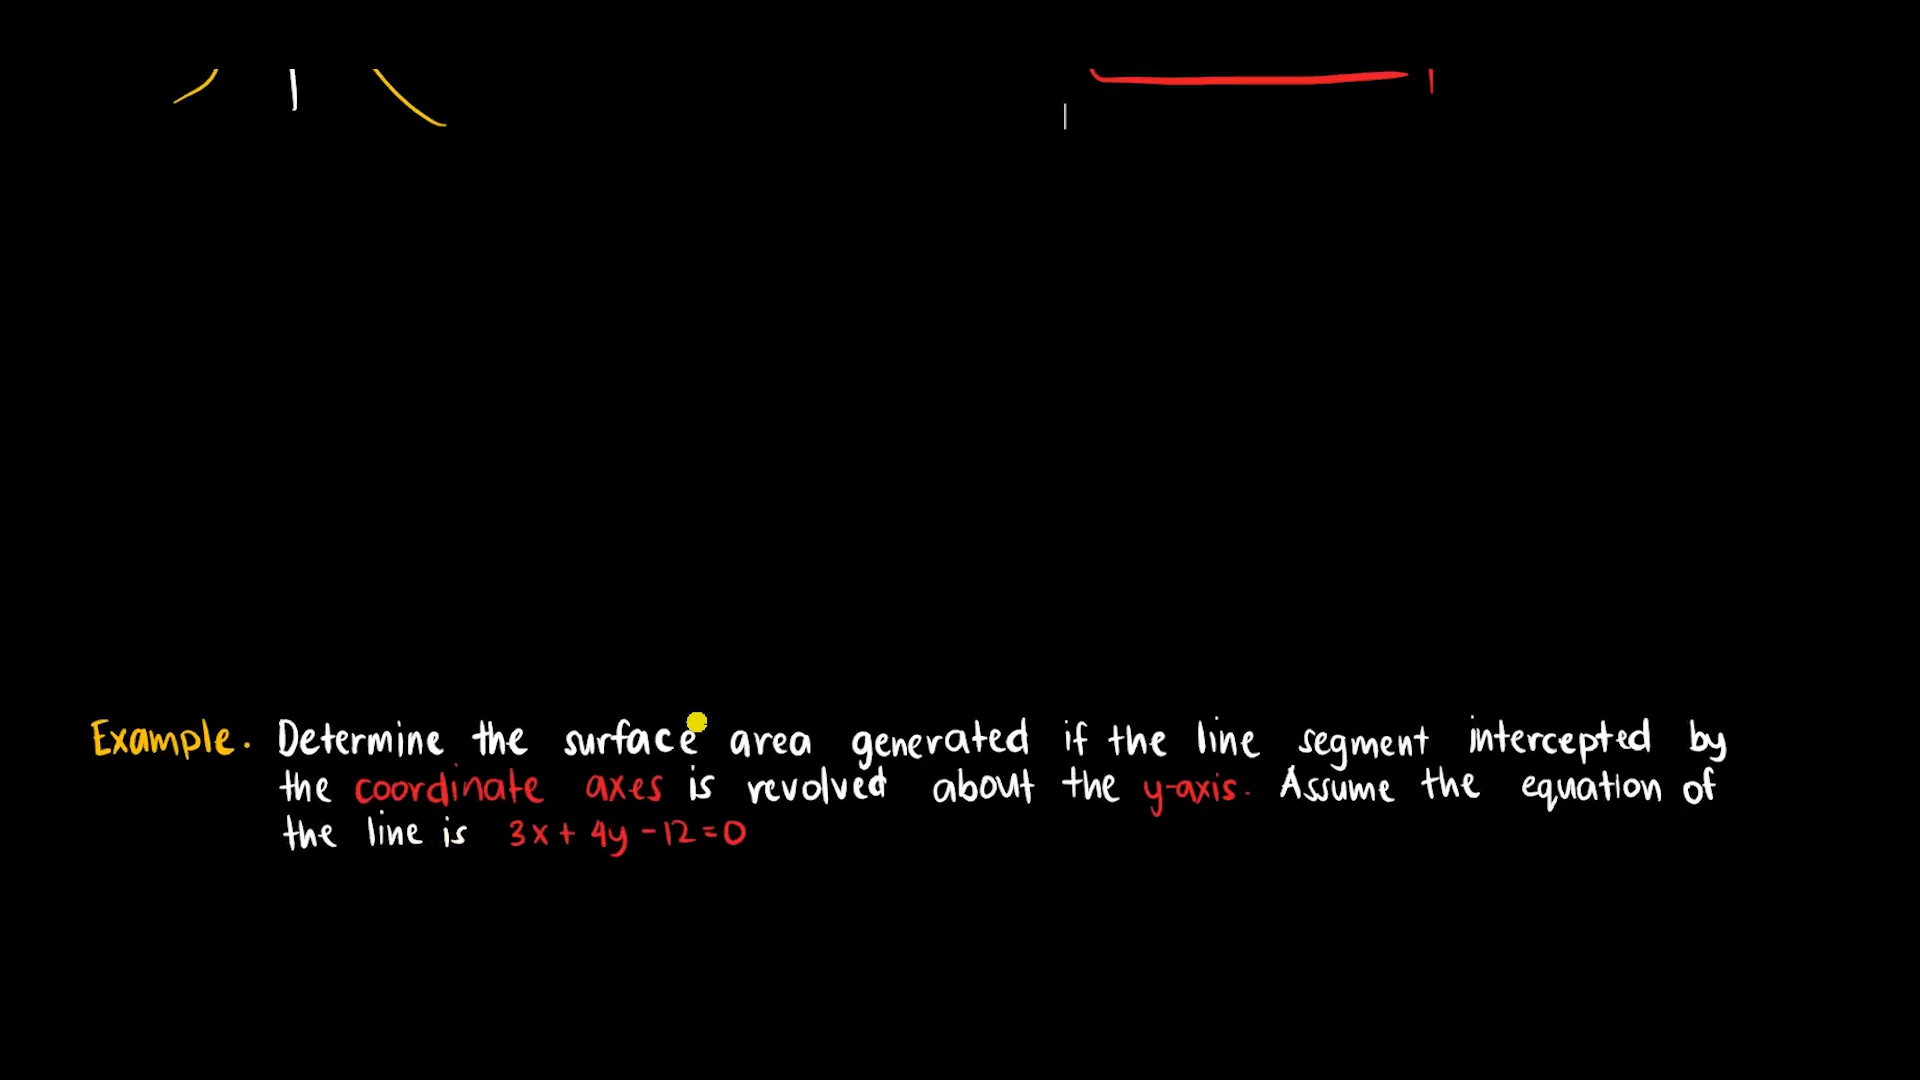 Example. Determine the surface area generated if the line segment intercepted by
the coordinate axes is revolved about the y-axis. Assume the equation of
the line is 3x + 4y - 12 = 0